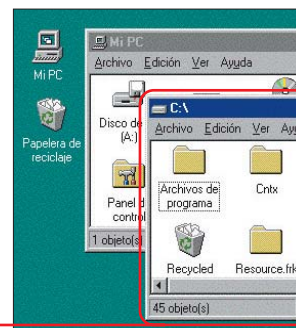 Mi PC
Papelera de
reciclaje
Mi PC
Archivo Edición Ver Ayuda
Disco de
(A:)
Panel d
control
1 objeto(s)
C:\
Archivo Edición Ver Ayu
Archivos de
programa
Cntx
Recycled
Resource.frk
45 objeto(s)